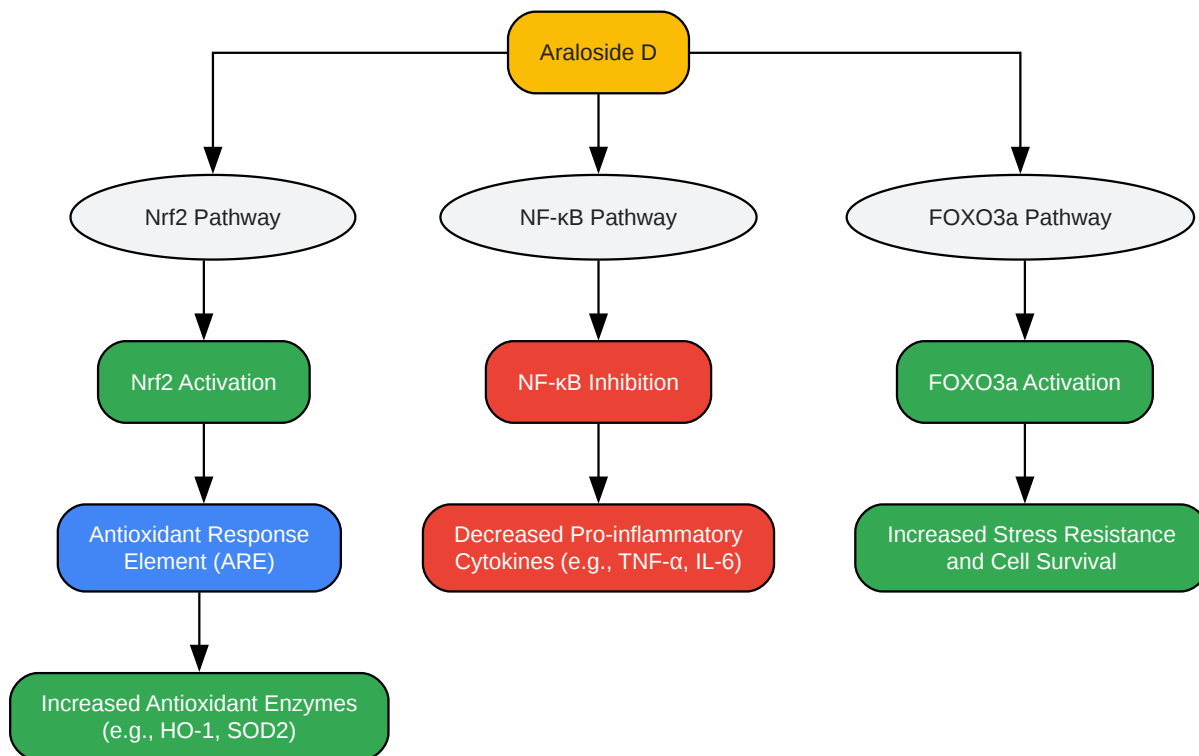 Araloside D
Nrf2 Pathway
NF-κB Pathway
FOXO3a Pathway
Nrf2 Activation
NF-κB Inhibition
FOXO3a Activation
Antioxidant Response
Element (ARE)
Decreased Pro-inflammatory
Cytokines (e.g., TNF-α, IL-6)
Increased Stress Resistance
and Cell Survival
Increased Antioxidant Enzymes
(e.g., HO-1, SOD2)